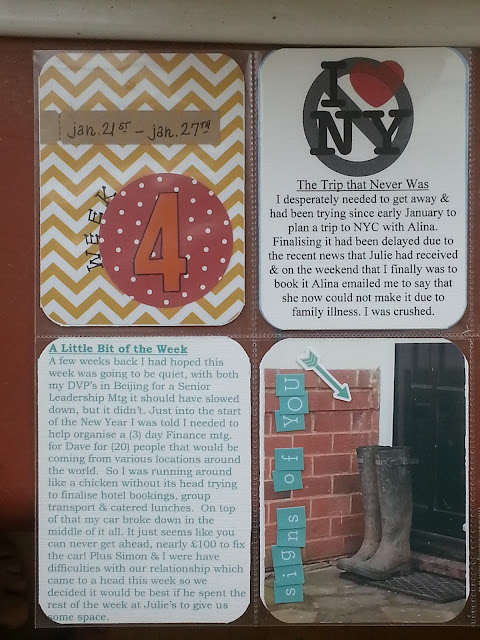 jan. 21ST – jan. 27TH
WEEK
4
I
NY
The Trip that Never Was
I desperately needed to get away &
had been trying since early January to
plan a trip to NYC with Alina.
Finalising it had been delayed due to
the recent news that Julie had received
& on the weekend that I finally was to
book it Alina emailed me to say that
she now could not make it due to
family illness. I was crushed.
A Little Bit of the Week
A few weeks back I had hoped this
week was going to be quiet, with both
my DVP's in Beijing for a Senior
Leadership Mtg it should have slowed
down, but it didn't. Just into the start
of the New Year I was told I needed to
help organise a (3) day Finance mtg.
for Dave for (20) people that would be
coming from various locations around
the world. So I was running around
like a chicken without its head trying
to finalise hotel bookings, group
transport & catered lunches. On top
of that my car broke down in the
middle of it all. It just seems like you
can never get ahead, nearly £100 to fix
the car! Plus Simon & I were have
difficulties with our relationship which
came to a head this week so we
decided it would be best if he spent the
rest of the week at Julie's to give us
some space.
signs of YOU